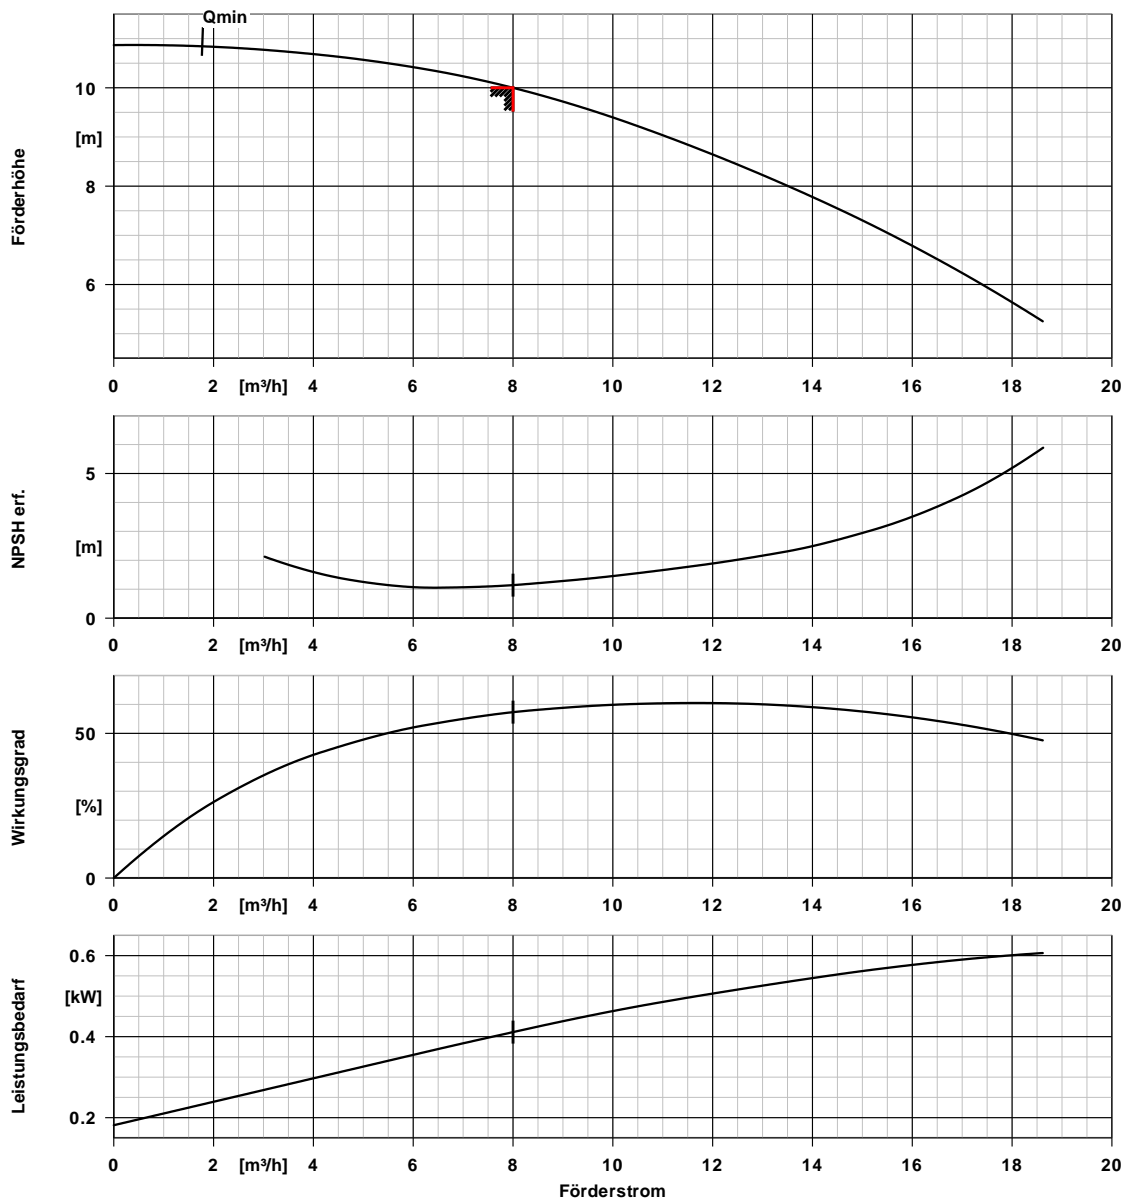 Qmin
10
[m]
8
6
Förderhöhe
0 2 [m³/h] 4 6 8 10 12 14 16 18 20
5
[m]
0
NPSH erf.
0 2 [m³/h] 4 6 8 10 12 14 16 18 20
50
[%]
0
Wirkungsgrad
0 2 [m³/h] 4 6 8 10 12 14 16 18 20
0.6
[kW]
0.4
0.2
Leistungsbedarf
0 2 [m³/h] 4 6 8 10 12 14 16 18 20
Förderstrom